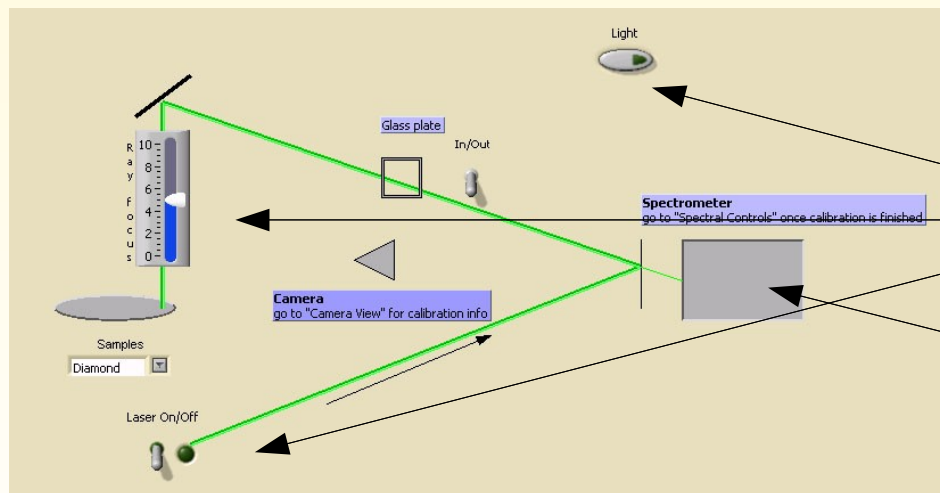 Light
Glass plate
In/Out
Ray focus
10
8
6
4
2
0
Spectrometer
go to "Spectral Controls" once calibration is finished
Camera
go to "Camera View" for calibration info
Samples
Diamond
Laser On/Off